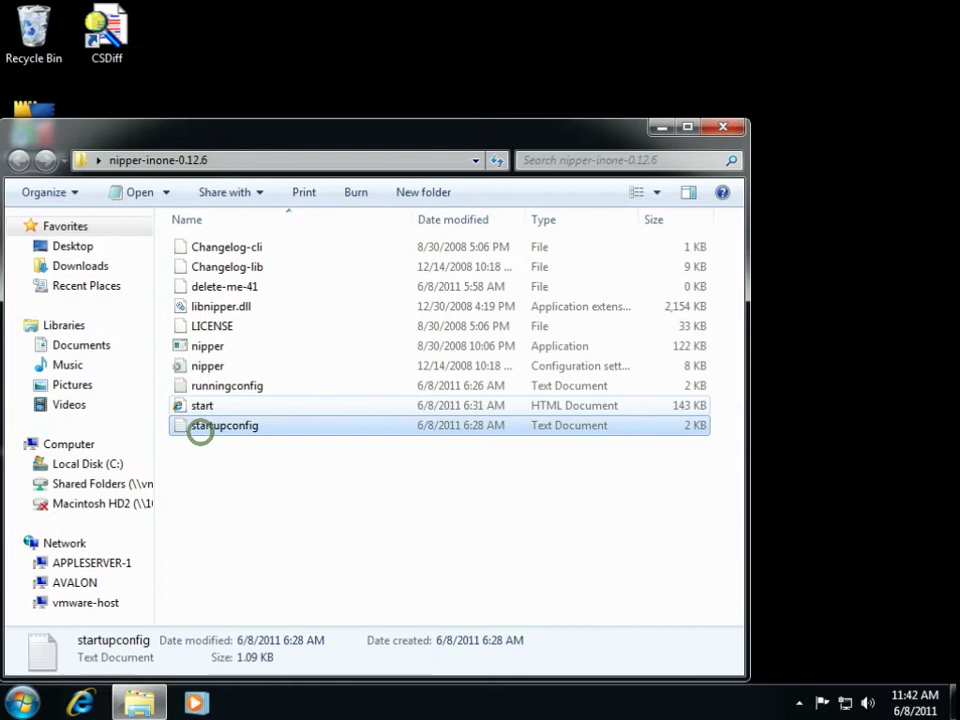 Recycle Bin
CSDiff
nipper-inone-0.12.6
Search nipper-inone-0.12.6
Organize Open Share with Print Burn New folder
Name Date modified Type Size
Favorites
Desktop
Downloads
Recent Places
Libraries
Documents
Music
Pictures
Videos
Computer
Local Disk (C:)
Shared Folders (\\vm
Macintosh HD2 (\\10
Network
APPLESERVER-1
AVALON
vmware-host
Changelog-cli 8/30/2008 5:06 PM File 1 KB
Changelog-lib 12/14/2008 10:18 ... File 9 KB
delete-me-41 6/8/2011 5:58 AM File 0 KB
libnipper.dll 12/30/2008 4:19 PM Application extens... 2,154 KB
LICENSE 8/30/2008 5:06 PM File 33 KB
nipper 8/30/2008 10:06 PM Application 122 KB
nipper 12/14/2008 10:18 ... Configuration sett... 8 KB
runningconfig 6/8/2011 6:26 AM Text Document 2 KB
start 6/8/2011 6:31 AM HTML Document 143 KB
startupconfig 6/8/2011 6:28 AM Text Document 2 KB
startupconfig Date modified: 6/8/2011 6:28 AM Date created: 6/8/2011 6:28 AM
Text Document Size: 1.09 KB
11:42 AM
6/8/2011